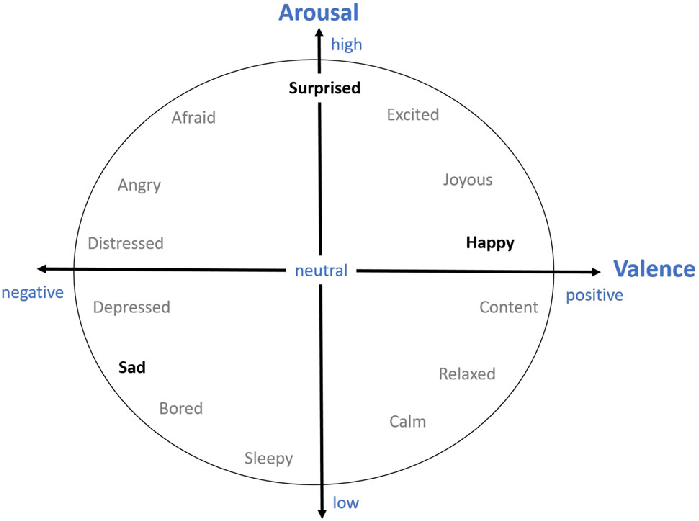 Arousal
high
Surprised
Afraid
Excited
Angry
Joyous
Distressed
Happy
neutral
Valence
negative
positive
Depressed
Content
Sad
Relaxed
Bored
Calm
Sleepy
low